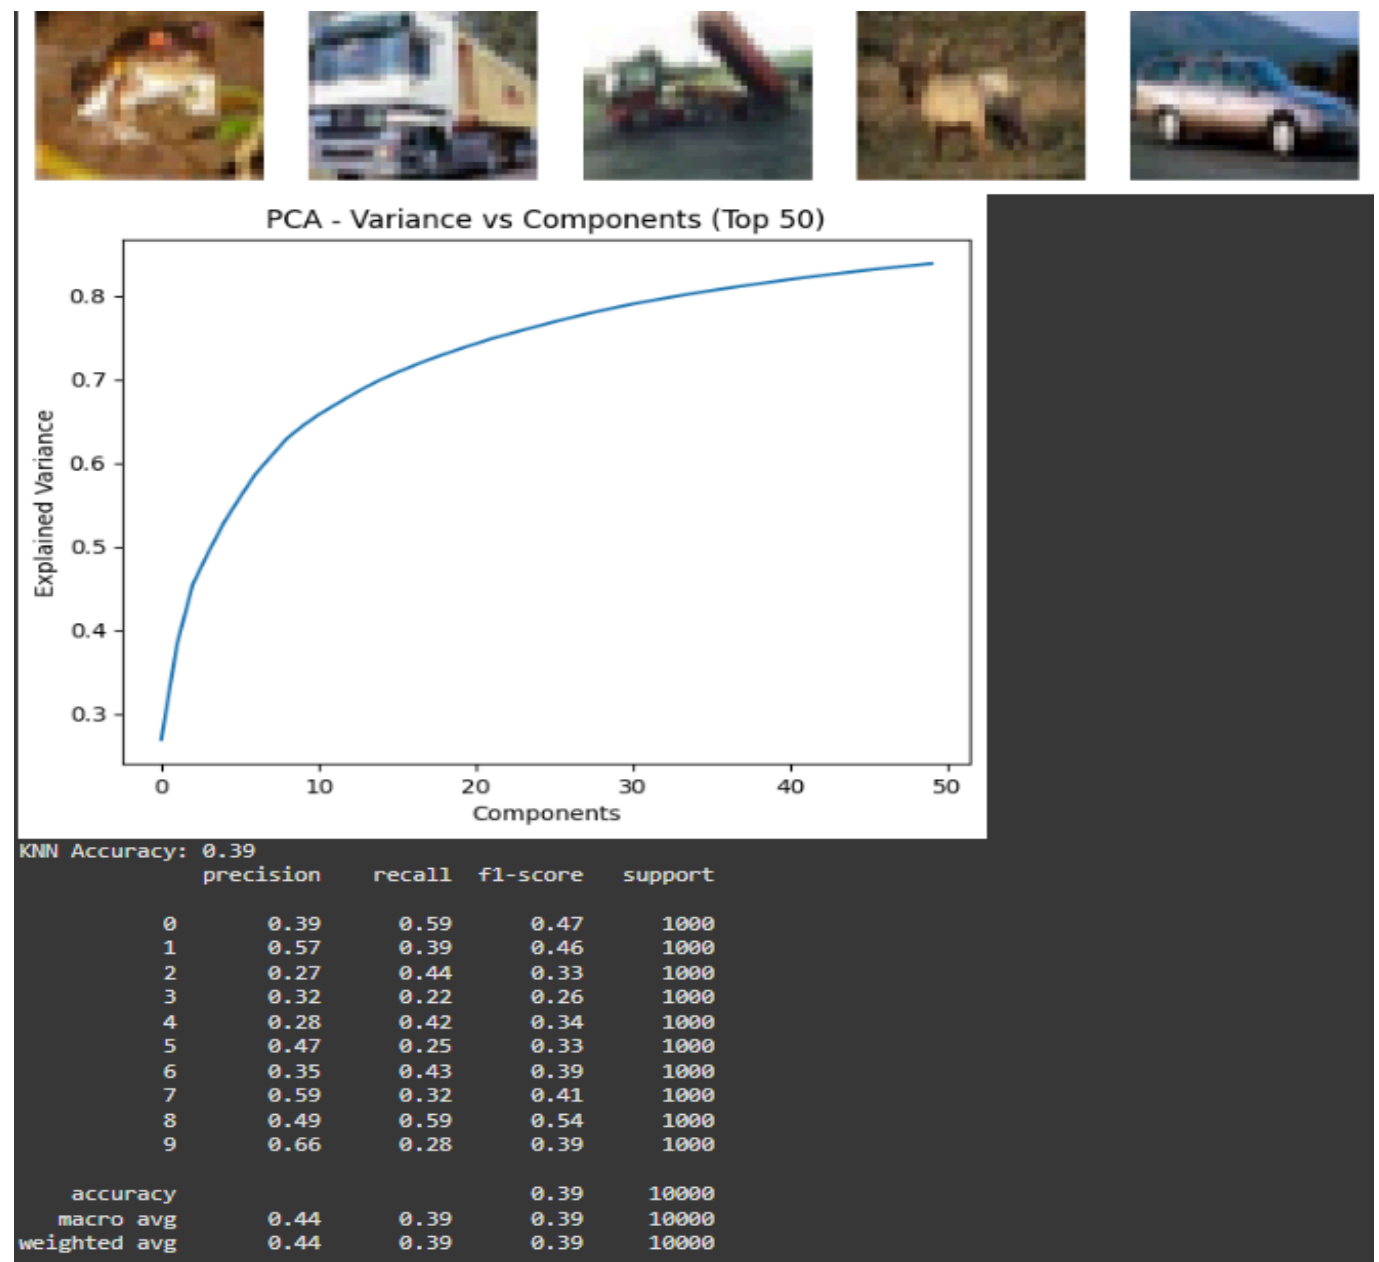 PCA - Variance vs Components (Top 50)
Explained Variance
0.8
0.7
0.6
0.5
0.4
0.3
0 10 20 30 40 50
Components
KNN Accuracy: 0.39
precision recall f1-score support
0 0.39 0.59 0.47 1000
1 0.57 0.39 0.46 1000
2 0.27 0.44 0.33 1000
3 0.32 0.22 0.26 1000
4 0.28 0.42 0.34 1000
5 0.47 0.25 0.33 1000
6 0.35 0.43 0.39 1000
7 0.59 0.32 0.41 1000
8 0.49 0.59 0.54 1000
9 0.66 0.28 0.39 1000
accuracy 0.39 10000
macro avg 0.44 0.39 0.39 10000
weighted avg 0.44 0.39 0.39 10000